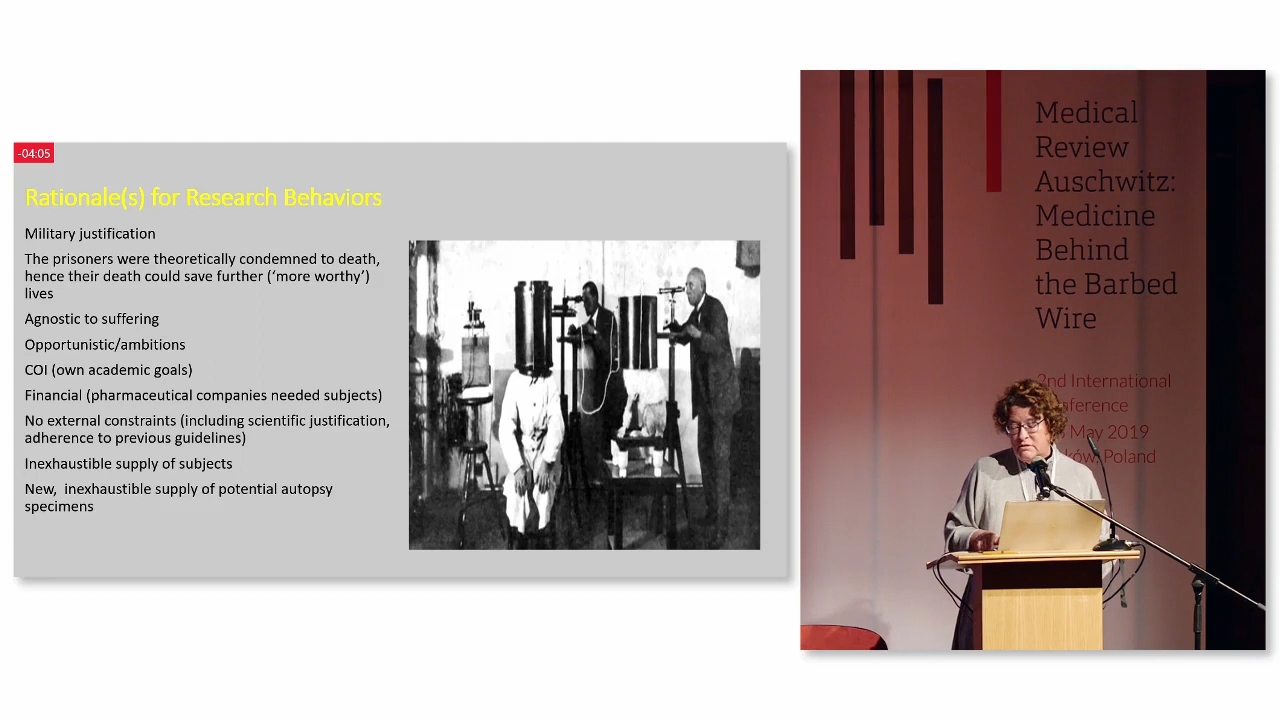 -04:05
Rationale(s) for Research Behaviors
Military justification
The prisoners were theoretically condemned to death,
hence their death could save further (‘more worthy’)
lives
Agnostic to suffering
Opportunistic/ambitions
COI (own academic goals)
Financial (pharmaceutical companies needed subjects)
No external constraints (including scientific justification,
adherence to previous guidelines)
Inexhaustible supply of subjects
New,  inexhaustible supply of potential autopsy
specimens
Medical
Review
Auschwitz:
Medicine
Behind
the Barbed
Wire
2nd International
May 2019
Poland